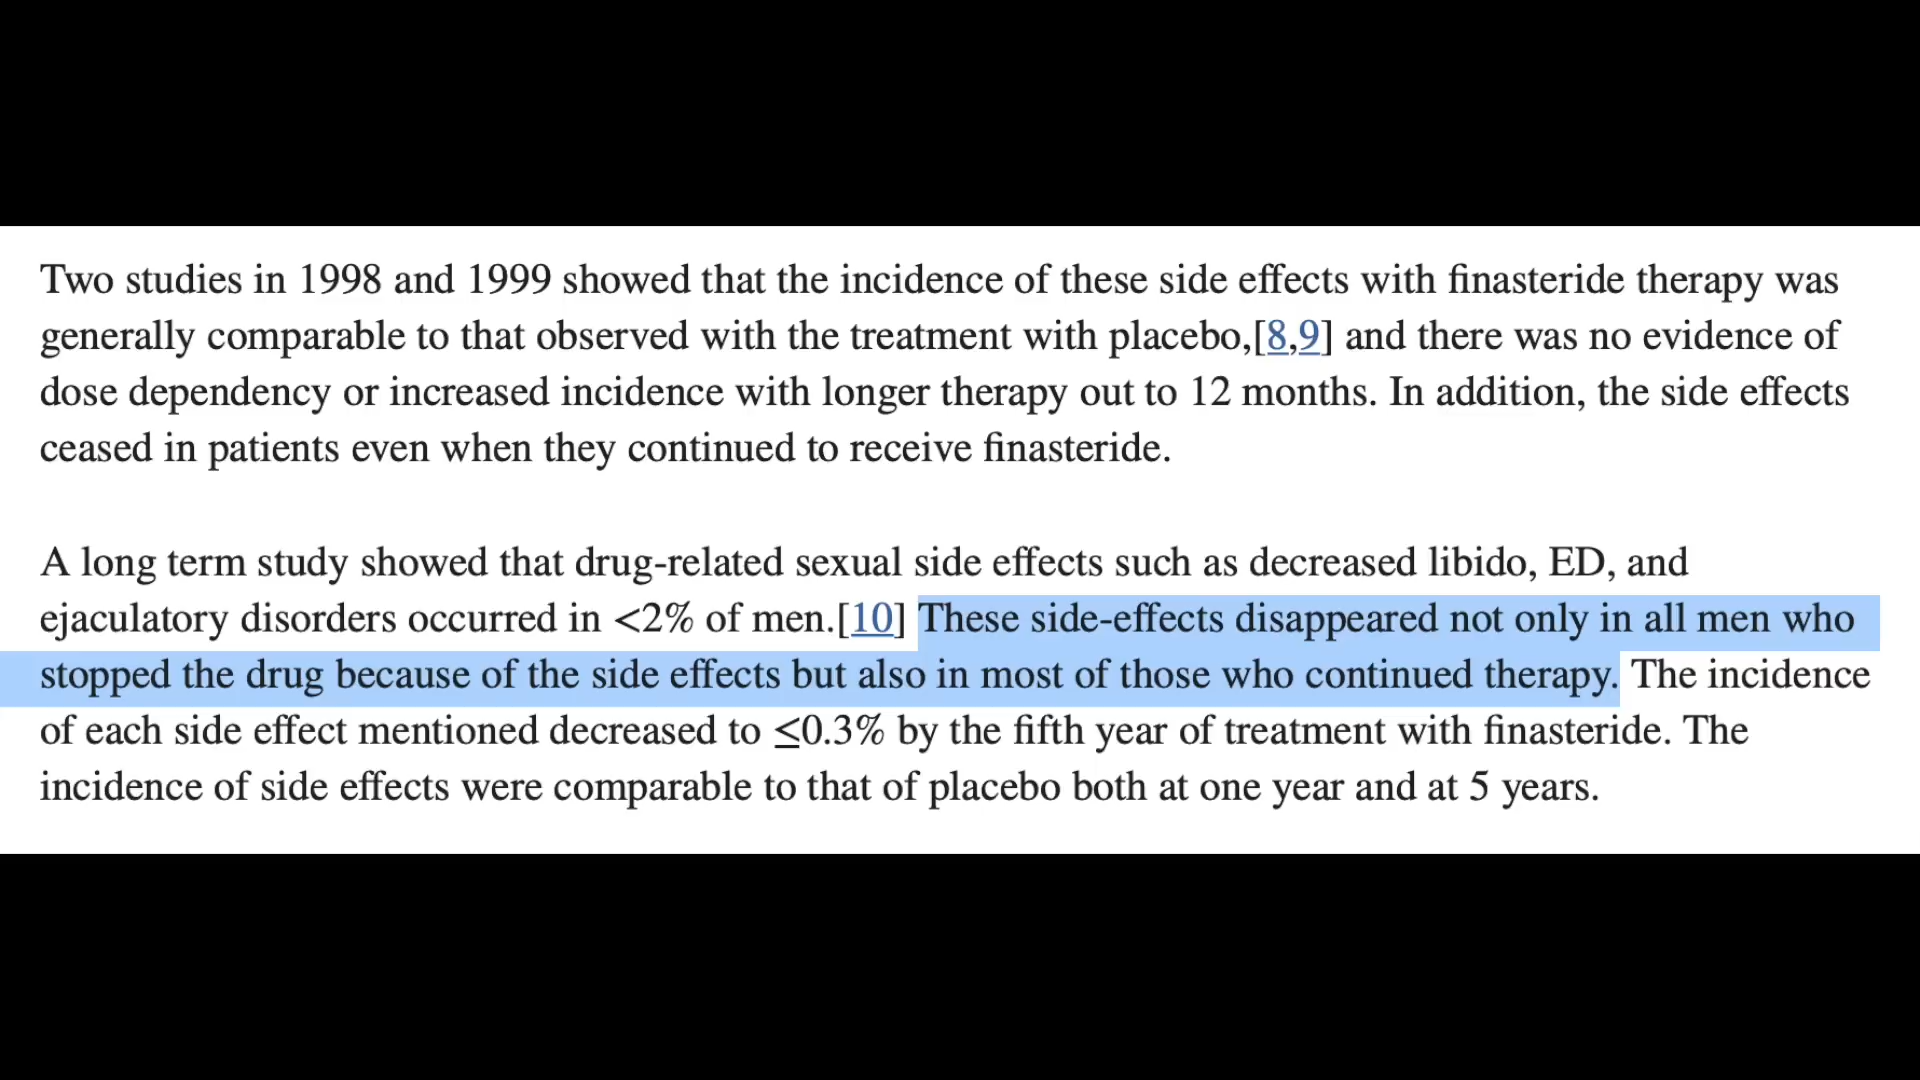 Two studies in 1998 and 1999 showed that the incidence of these side effects with finasteride therapy was
generally comparable to that observed with the treatment with placebo,[8,9] and there was no evidence of
dose dependency or increased incidence with longer therapy out to 12 months. In addition, the side effects
ceased in patients even when they continued to receive finasteride.
A long term study showed that drug-related sexual side effects such as decreased libido, ED, and
ejaculatory disorders occurred in <2% of men.[10] These side-effects disappeared not only in all men who
stopped the drug because of the side effects but also in most of those who continued therapy. The incidence
of each side effect mentioned decreased to ≤0.3% by the fifth year of treatment with finasteride. The
incidence of side effects were comparable to that of placebo both at one year and at 5 years.